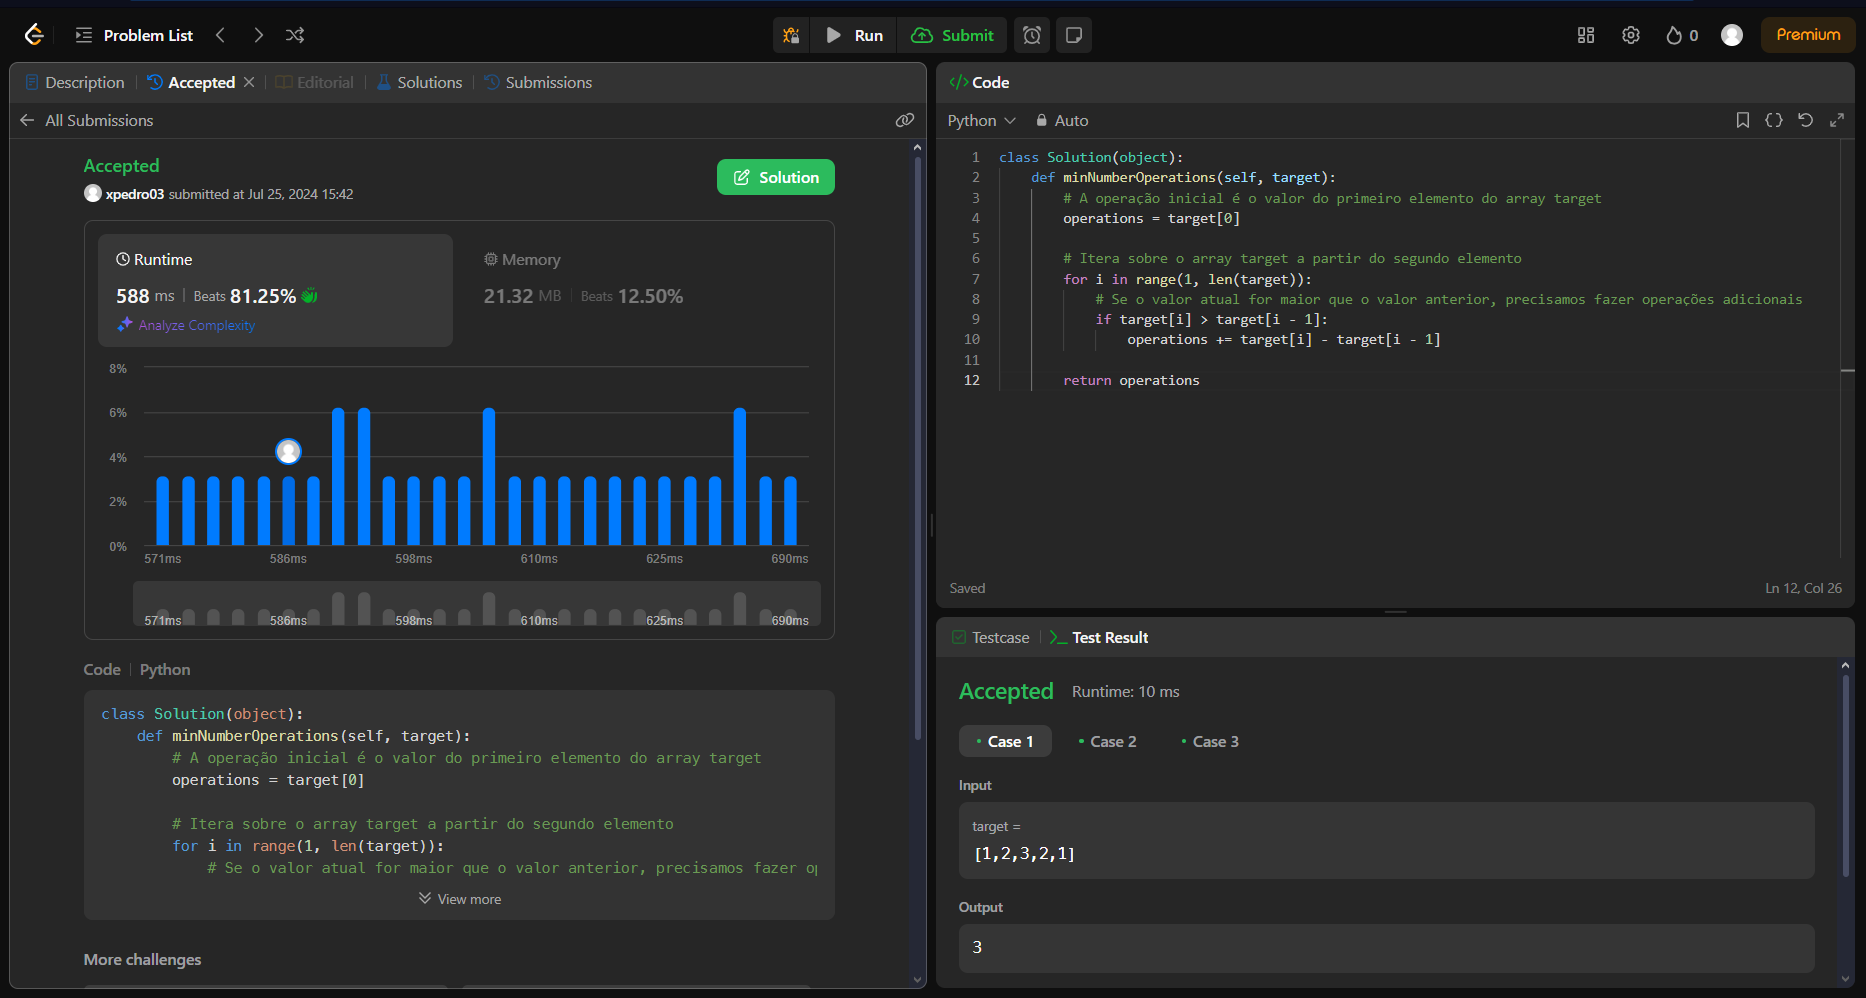 Problem List
Run
Submit
0
Premium
Description
Accepted
Editorial
Solutions
Submissions
All Submissions
Accepted
xpedro03 submitted at Jul 25, 2024 15:42
Solution
Runtime
588 ms | Beats 81.25%
Analyze Complexity
Memory
21.32 MB | Beats 12.50%
8%
6%
4%
2%
0%
571ms 586ms 598ms 610ms 625ms 690ms
571ms 586ms 598ms 610ms 625ms 690ms
Code | Python
class Solution(object):
def minNumberOperations(self, target):
# A operação inicial é o valor do primeiro elemento do array target
operations = target[0]
# Itera sobre o array target a partir do segundo elemento
for i in range(1, len(target)):
# Se o valor atual for maior que o valor anterior, precisamos fazer op
View more
More challenges
</> Code
Python
Auto
1 class Solution(object):
2 def minNumberOperations(self, target):
3 # A operação inicial é o valor do primeiro elemento do array target
4 operations = target[0]
5
6 # Itera sobre o array target a partir do segundo elemento
7 for i in range(1, len(target)):
8 # Se o valor atual for maior que o valor anterior, precisamos fazer operações adicionais
9 if target[i] > target[i - 1]:
10 operations += target[i] - target[i - 1]
11
12 return operations
Saved
Ln 12, Col 26
Testcase
Test Result
Accepted
Runtime: 10 ms
Case 1
Case 2
Case 3
Input
target =
[1,2,3,2,1]
Output
3